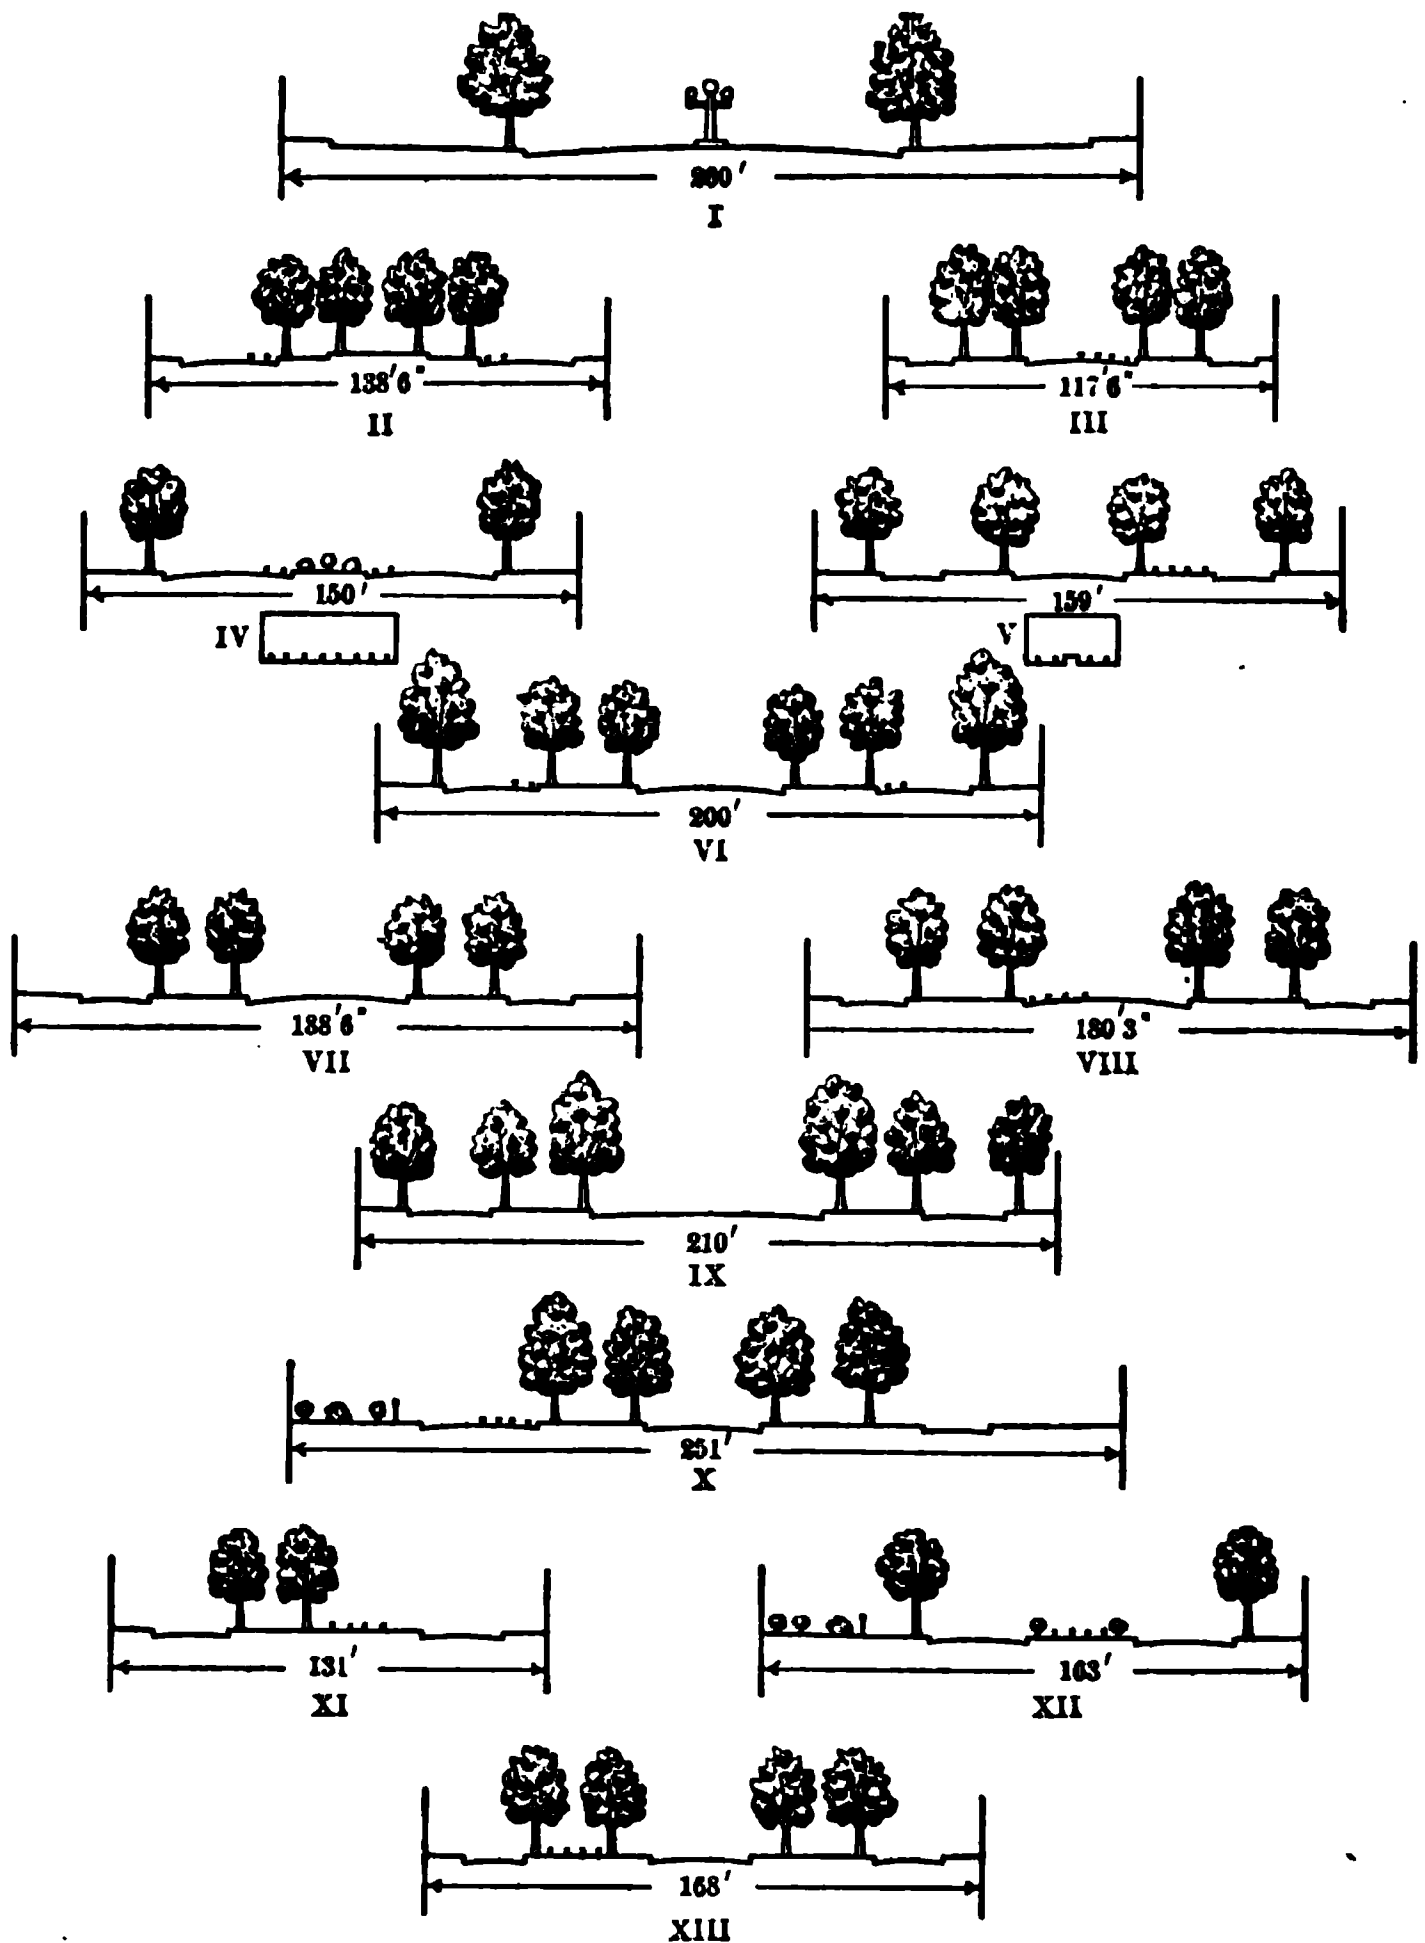 260'
I
138'6" 117'6"
II III
150' 159'
IV V
200'
VI
188'6" 180'3"
VII VIII
210'
IX
251'
X
131' 163'
XI XII
168'
XIII